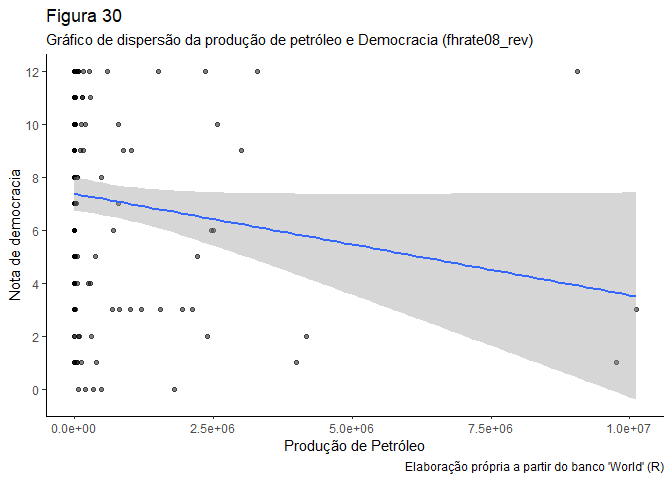 Figura 30
Gráfico de dispersão da produção de petróleo e Democracia (fhrate08_rev)
Nota de democracia
12
10
8
6
4
2
0
0.0e+00 2.5e+06 5.0e+06 7.5e+06 1.0e+07
Produção de Petróleo
Elaboração própria a partir do banco 'World' (R)